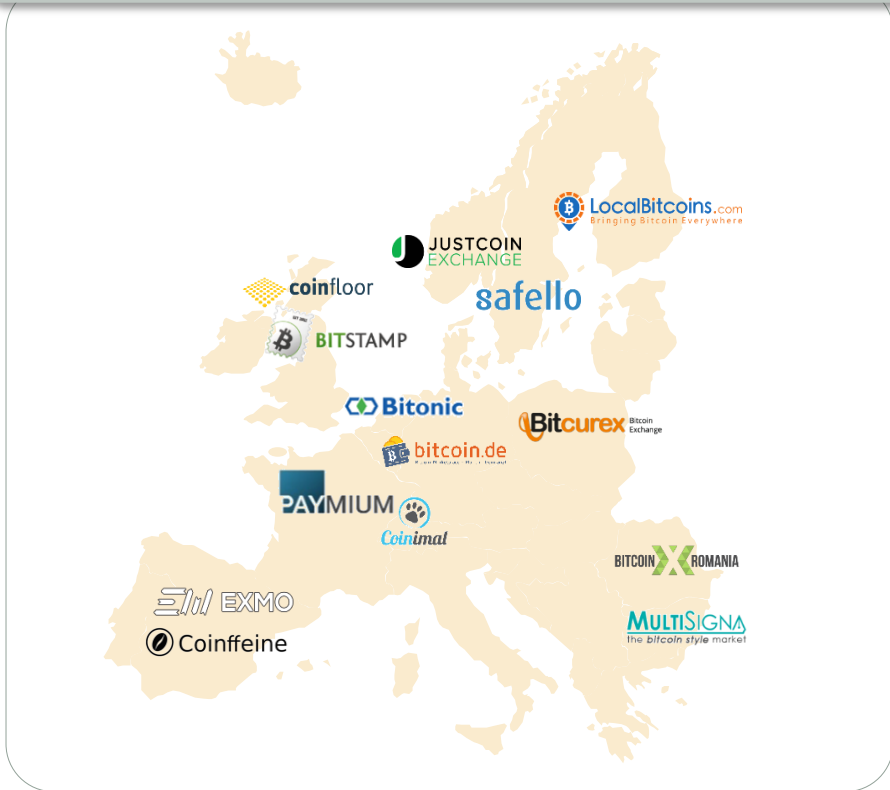 LocalBitcoins.com
Bringing Bitcoin Everywhere
JUSTCOIN
EXCHANGE
safello
coinfloor
BITSTAMP
Bitonic
Bitcurex Bitcoin
Exchange
bitcoin.de
PAYMIUM
Coinimal
BITCOIN ROMANIA
EXMO
MULTISIGNA
the bitcoin style market
Coinffeine